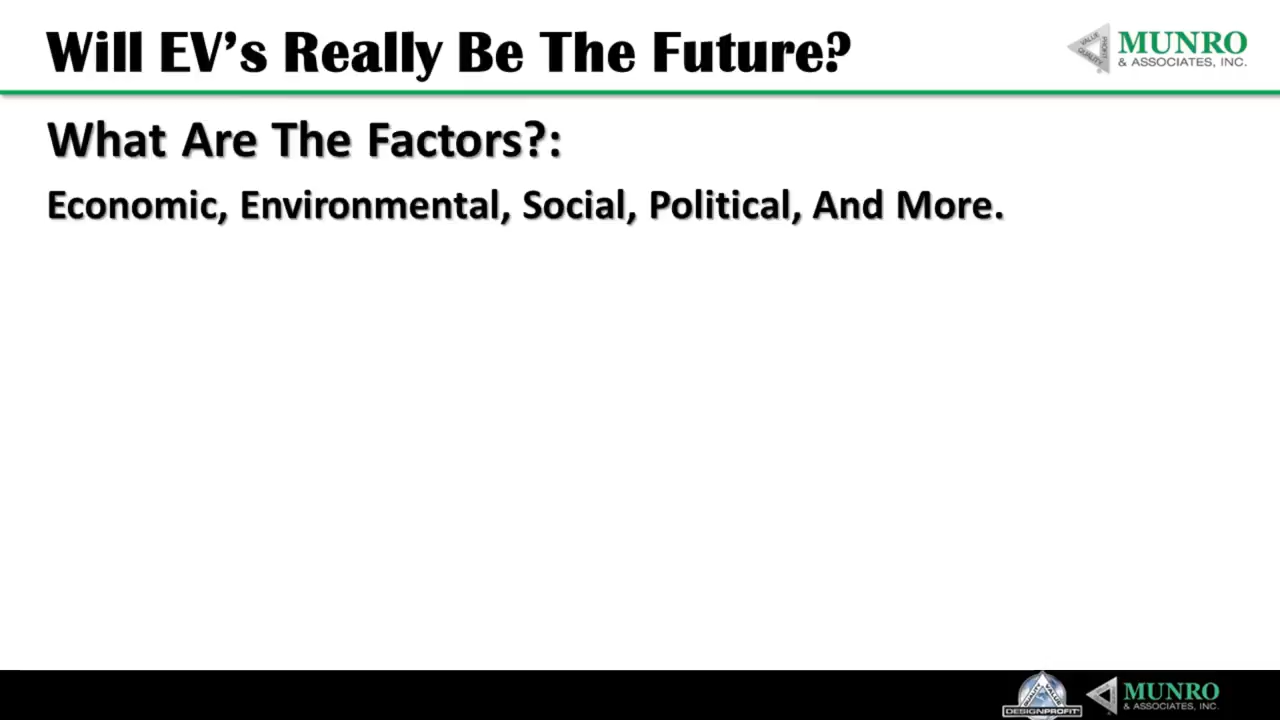 Will EV’s Really Be The Future?
MUNRO
& ASSOCIATES, INC.
What Are The Factors?:
Economic, Environmental, Social, Political, And More.
DESIGNPROFIT
MUNRO
& ASSOCIATES, INC.